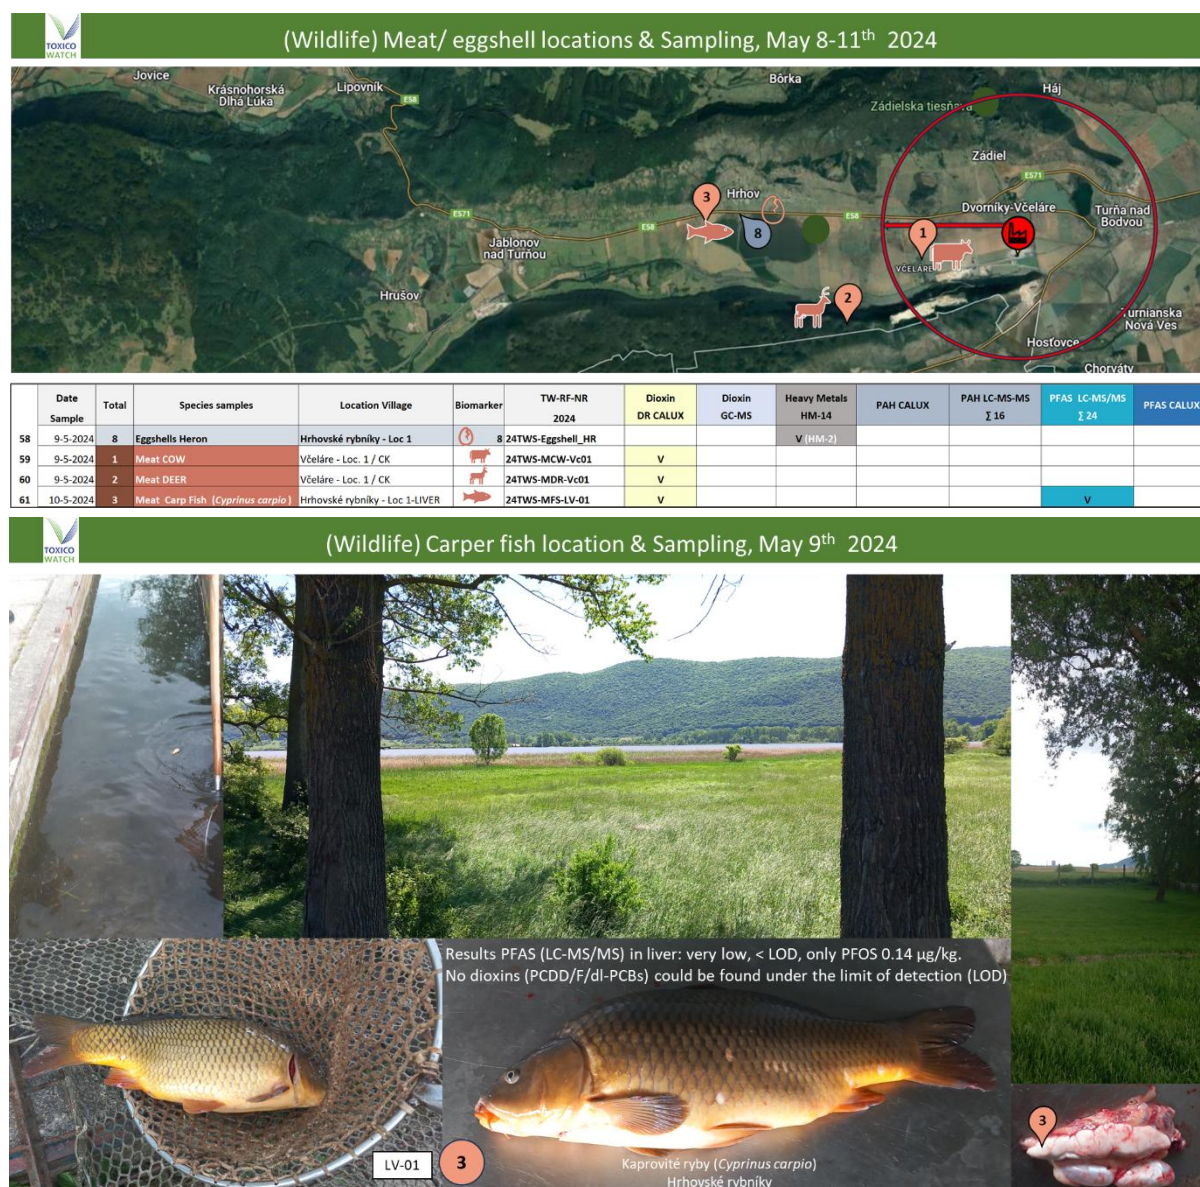 TOXICO
WATCH
(Wildlife) Meat/ eggshell locations & Sampling, May 8-11th 2024
Jovice
Krásnohorská
Dlhá Lúka
Lipovník
E58
Bôrka
Zádielska tiesňava
Háj
Zádiel
E571
3
Hrhov
8
E58
1
VČELÁRE
Dvorníky-Včeláre
Turňa nad
Bodvou
E571
E58
Jablonov
nad Turňou
Hrušov
2
Turnianska
Nová Ves
Hosťovce
Chorváty
Date Sample Total Species samples Location Village Biomarker TW-RF-NR 2024 Dioxin DR CALUX Dioxin GC-MS Heavy Metals HM-14 PAH CALUX PAH LC-MS-MS Σ 16 PFAS LC-MS/MS Σ 24 PFAS CALUX
58 9-5-2024 8 Eggshells Heron Hrhovské rybníky - Loc 1 8 24TWS-Eggshell_HR V (HM-2)
59 9-5-2024 1 Meat COW Včeláre - Loc. 1 / CK 24TWS-MCW-Vc01 V
60 9-5-2024 2 Meat DEER Včeláre - Loc. 1 / CK 24TWS-MDR-Vc01 V
61 10-5-2024 3 Meat Carp Fish (Cyprinus carpio) Hrhovské rybníky - Loc 1-LIVER 24TWS-MFS-LV-01 V V
TOXICO
WATCH
(Wildlife) Carper fish location & Sampling, May 9th 2024
Results PFAS (LC-MS/MS) in liver: very low, < LOD, only PFOS 0.14 µg/kg.
No dioxins (PCDD/F/dl-PCBs) could be found under the limit of detection (LOD)
LV-01
3
Kaprovité ryby (Cyprinus carpio)
Hrhovské rybníky
3